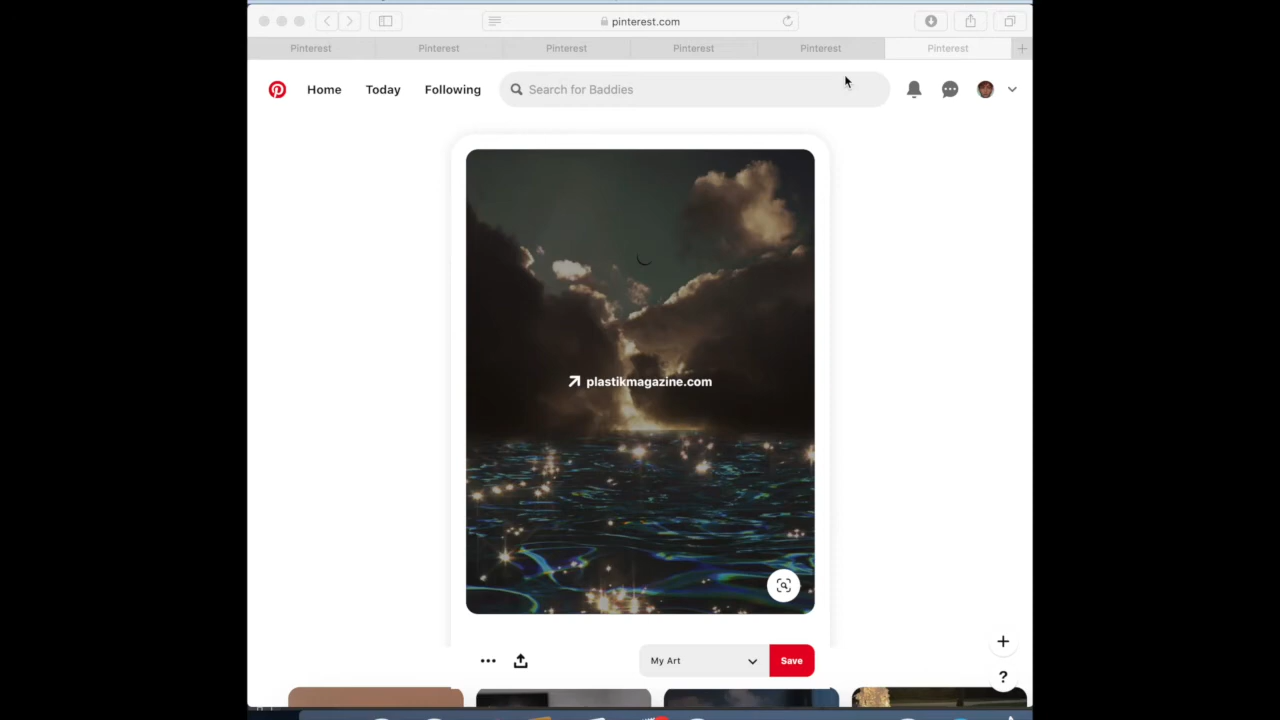 pinterest.com
Pinterest Pinterest Pinterest Pinterest Pinterest Pinterest
Home Today Following Search for Baddies
plastikmagazine.com
My Art Save
?